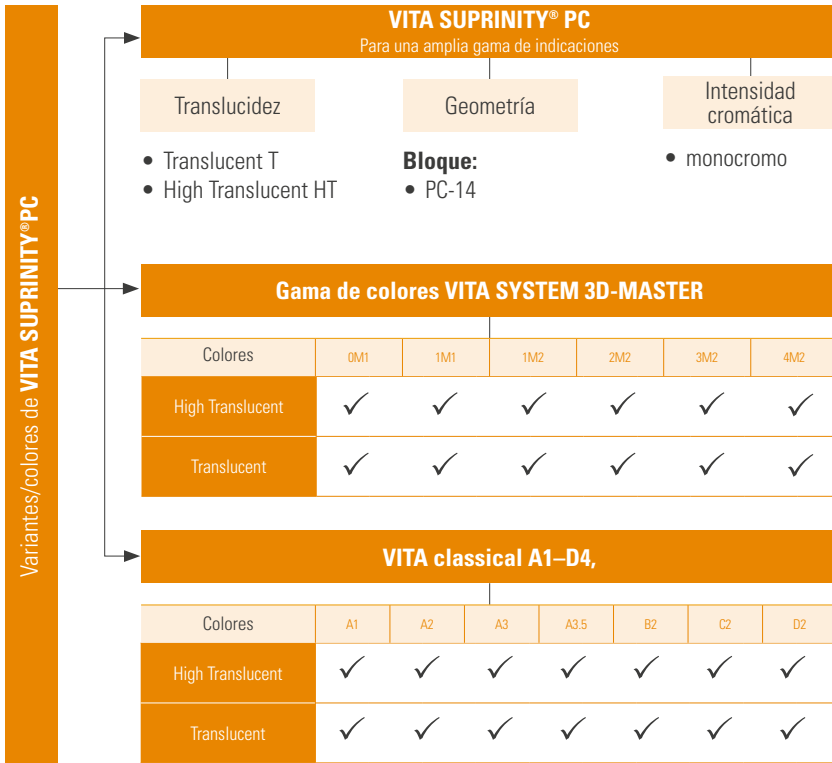 Variantes/colores de VITA SUPRINITY®PC
VITA SUPRINITY® PC
Para una amplia gama de indicaciones
Translucidez
• Translucent T
• High Translucent HT
Geometría
Bloque:
• PC-14
Intensidad
cromática
• monocromo
Gama de colores VITA SYSTEM 3D-MASTER
Colores 0M1 1M1 1M2 2M2 3M2 4M2
High Translucent ✓ ✓ ✓ ✓ ✓ ✓
Translucent ✓ ✓ ✓ ✓ ✓ ✓
VITA classical A1–D4,
Colores A1 A2 A3 A3.5 B2 C2 D2
High Translucent ✓ ✓ ✓ ✓ ✓ ✓ ✓
Translucent ✓ ✓ ✓ ✓ ✓ ✓ ✓